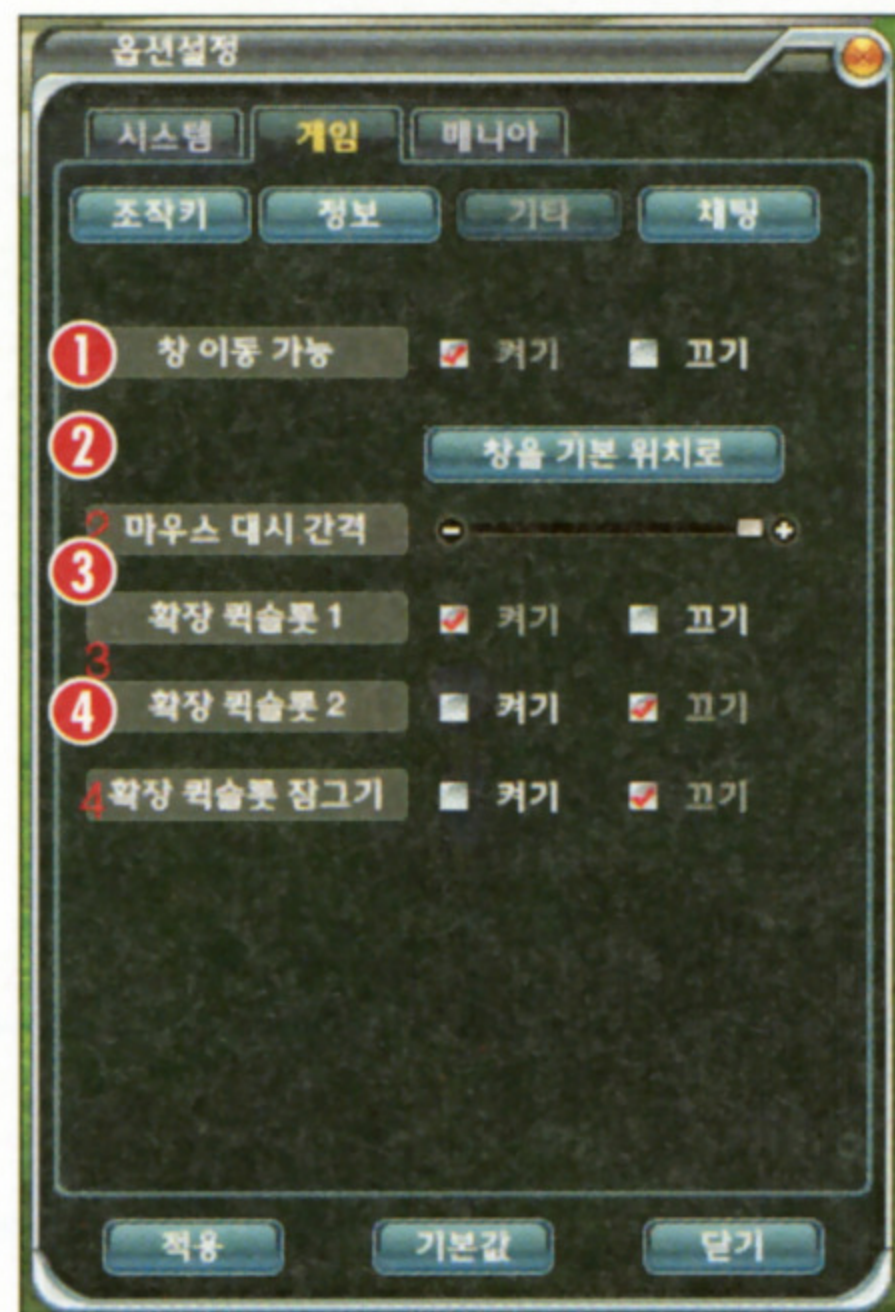 옵션설정
시스템 게임 매니아
조작키 정보 기타 채팅
1 창 이동 가능 켜기 끄기
2 창을 기본 위치로
2 마우스 대시 간격 - +
3
확장 퀵슬롯 1 켜기 끄기
3
4 확장 퀵슬롯 2 켜기 끄기
4 확장 퀵슬롯 잠그기 켜기 끄기
적용 기본값 닫기